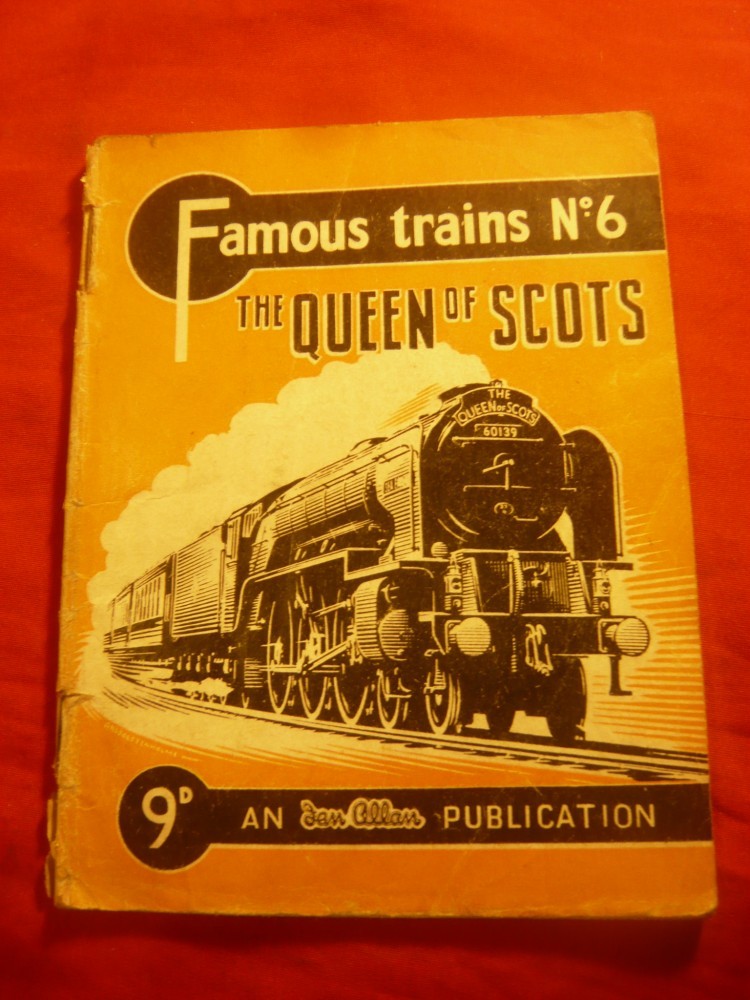 Famous trains Nº6
THE QUEEN OF SCOTS
THE
QUEEN OF SCOTS
60139
9D
AN Ian Allan PUBLICATION